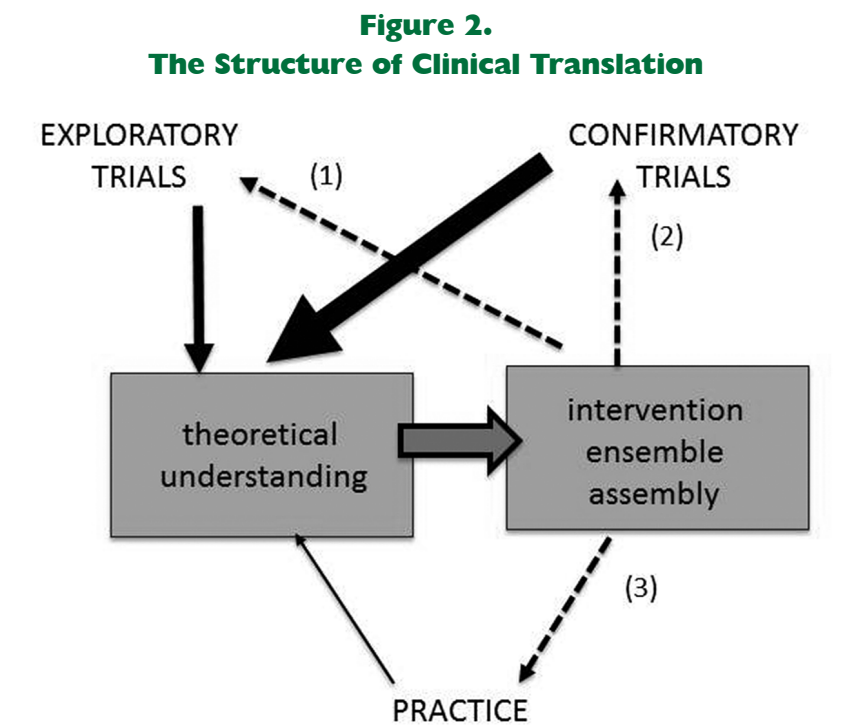 Figure 2.
The Structure of Clinical Translation
EXPLORATORY
TRIALS
(1)
CONFIRMATORY
TRIALS
(2)
theoretical
understanding
intervention
ensemble
assembly
(3)
PRACTICE